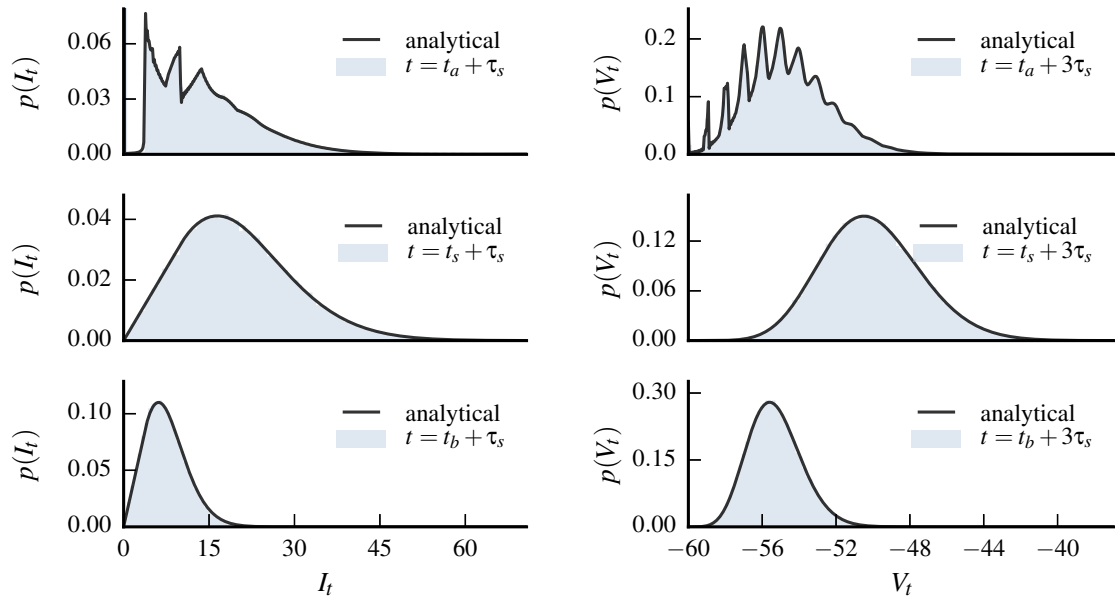 p(I_t)
0.06
0.03
0.00
analytical
t = t_a + τ_s
p(V_t)
0.2
0.1
0.0
analytical
t = t_a + 3τ_s
p(I_t)
0.04
0.02
0.00
analytical
t = t_s + τ_s
p(V_t)
0.12
0.06
0.00
analytical
t = t_s + 3τ_s
p(I_t)
0.10
0.05
0.00
analytical
t = t_b + τ_s
0 15 30 45 60
I_t
p(V_t)
0.30
0.15
0.00
analytical
t = t_b + 3τ_s
−60 −56 −52 −48 −44 −40
V_t